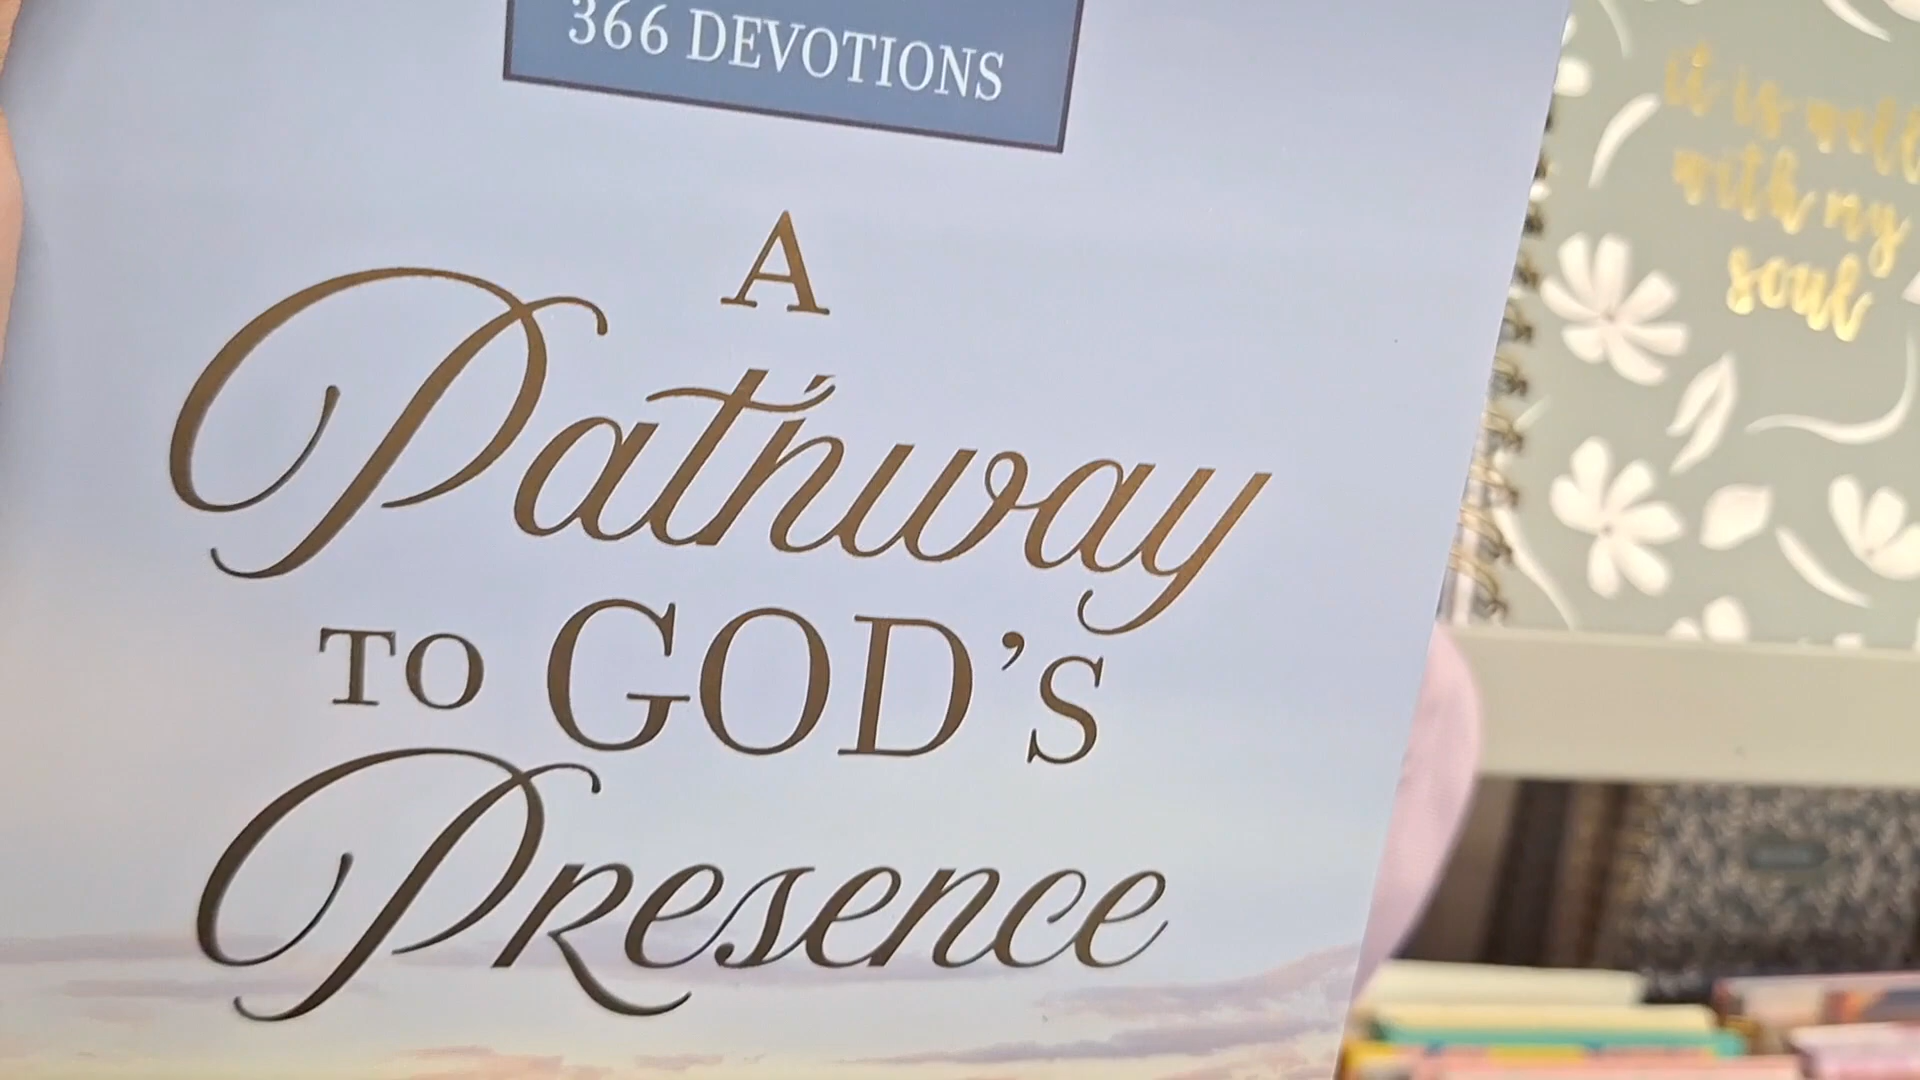 366 DEVOTIONS
A
Pathway
TO GOD'S
Presence
it is well
with my
soul